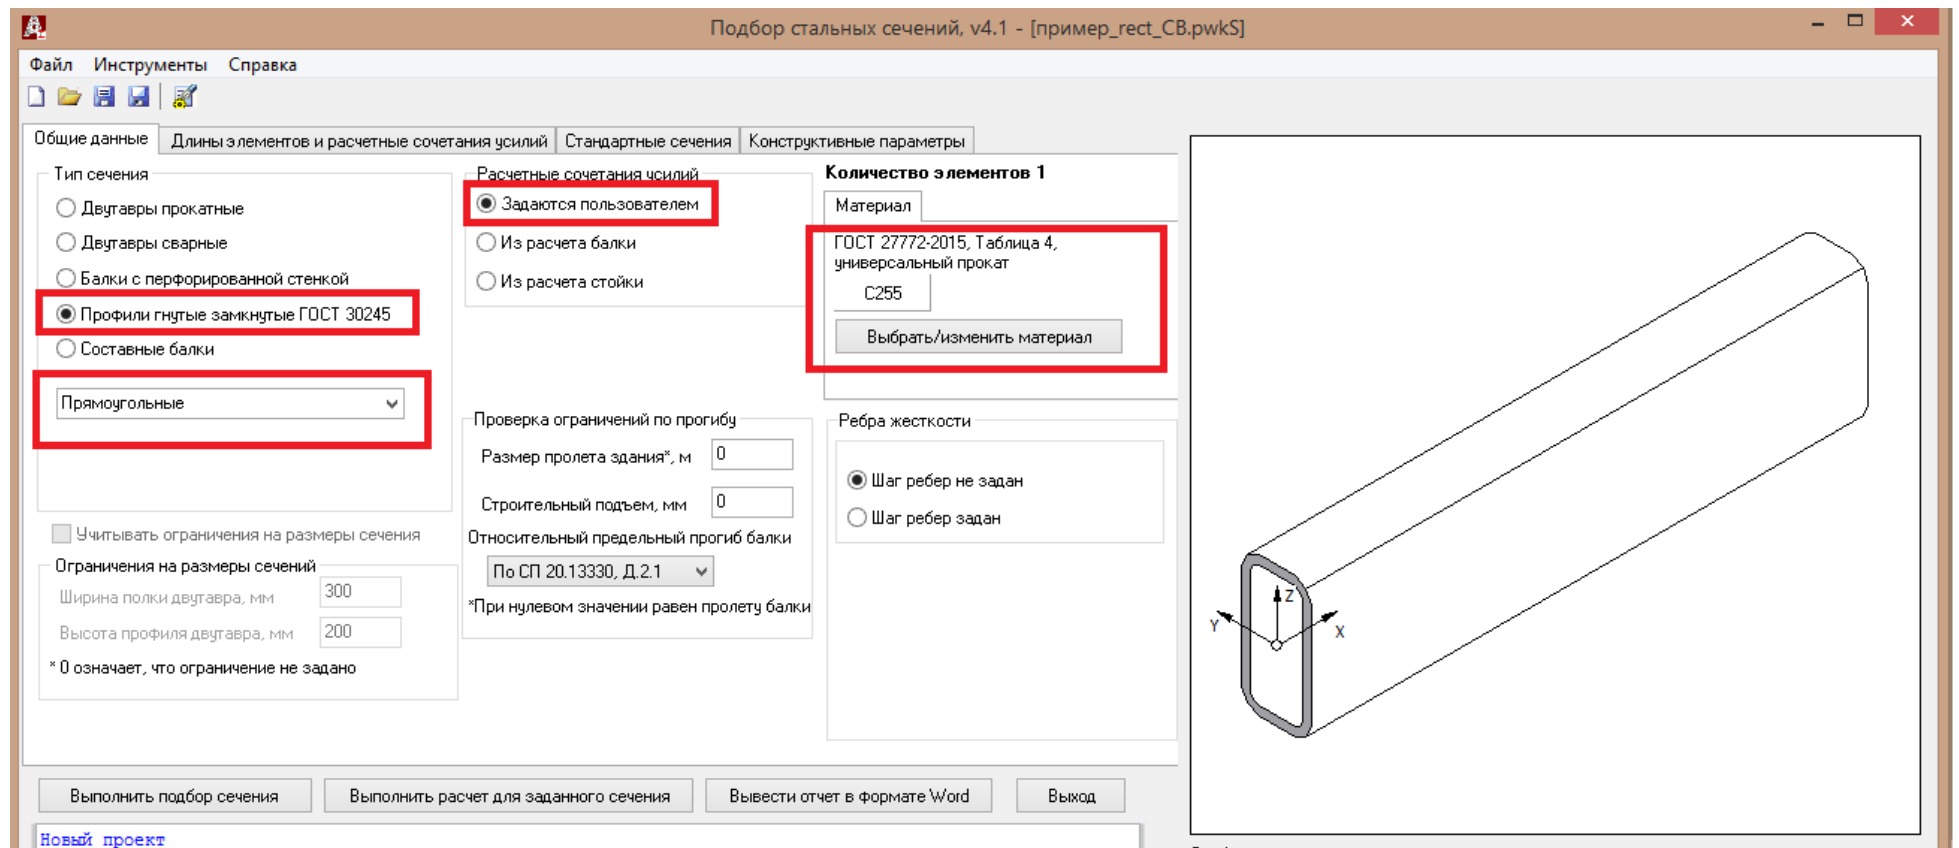 Подбор стальных сечений, v4.1 - [пример_rect_CB.pwkS]
Файл Инструменты Справка
Общие данные Длины элементов и расчетные сочетания усилий Стандартные сечения Конструктивные параметры
Тип сечения
Двутавры прокатные
Двутавры сварные
Балки с перфорированной стенкой
Профили гнутые замкнутые ГОСТ 30245
Составные балки
Прямоугольные
Учитывать ограничения на размеры сечения
Ограничения на размеры сечений
Ширина полки двутавра, мм 300
Высота профиля двутавра, мм 200
* 0 означает, что ограничение не задано
Расчетные сочетания усилий
Задаются пользователем
Из расчета балки
Из расчета стойки
Проверка ограничений по прогибу
Размер пролета здания*, м 0
Строительный подъем, мм 0
Относительный предельный прогиб балки
По СП 20.13330, Д.2.1
*При нулевом значении равен пролету балки
Количество элементов 1
Материал
ГОСТ 27772-2015, Таблица 4,
универсальный прокат
С255
Выбрать/изменить материал
Ребра жесткости
Шаг ребер не задан
Шаг ребер задан
Z
Y
X
Выполнить подбор сечения Выполнить расчет для заданного сечения Вывести отчет в формате Word Выход
Новый проект